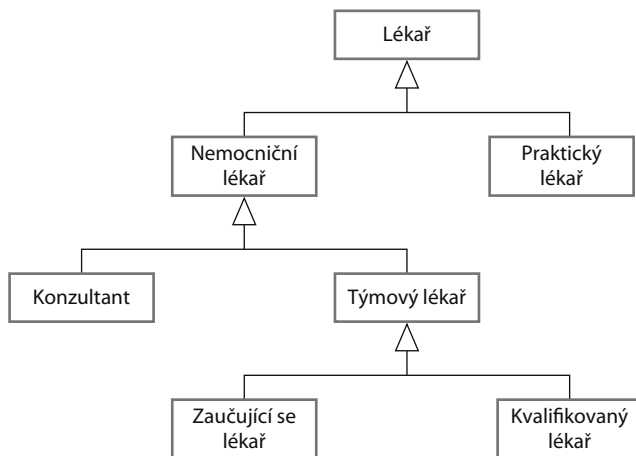 Lékař
Nemocniční
lékař
Praktický
lékař
Konzultant
Týmový lékař
Zaučující se
lékař
Kvalifikovaný
lékař